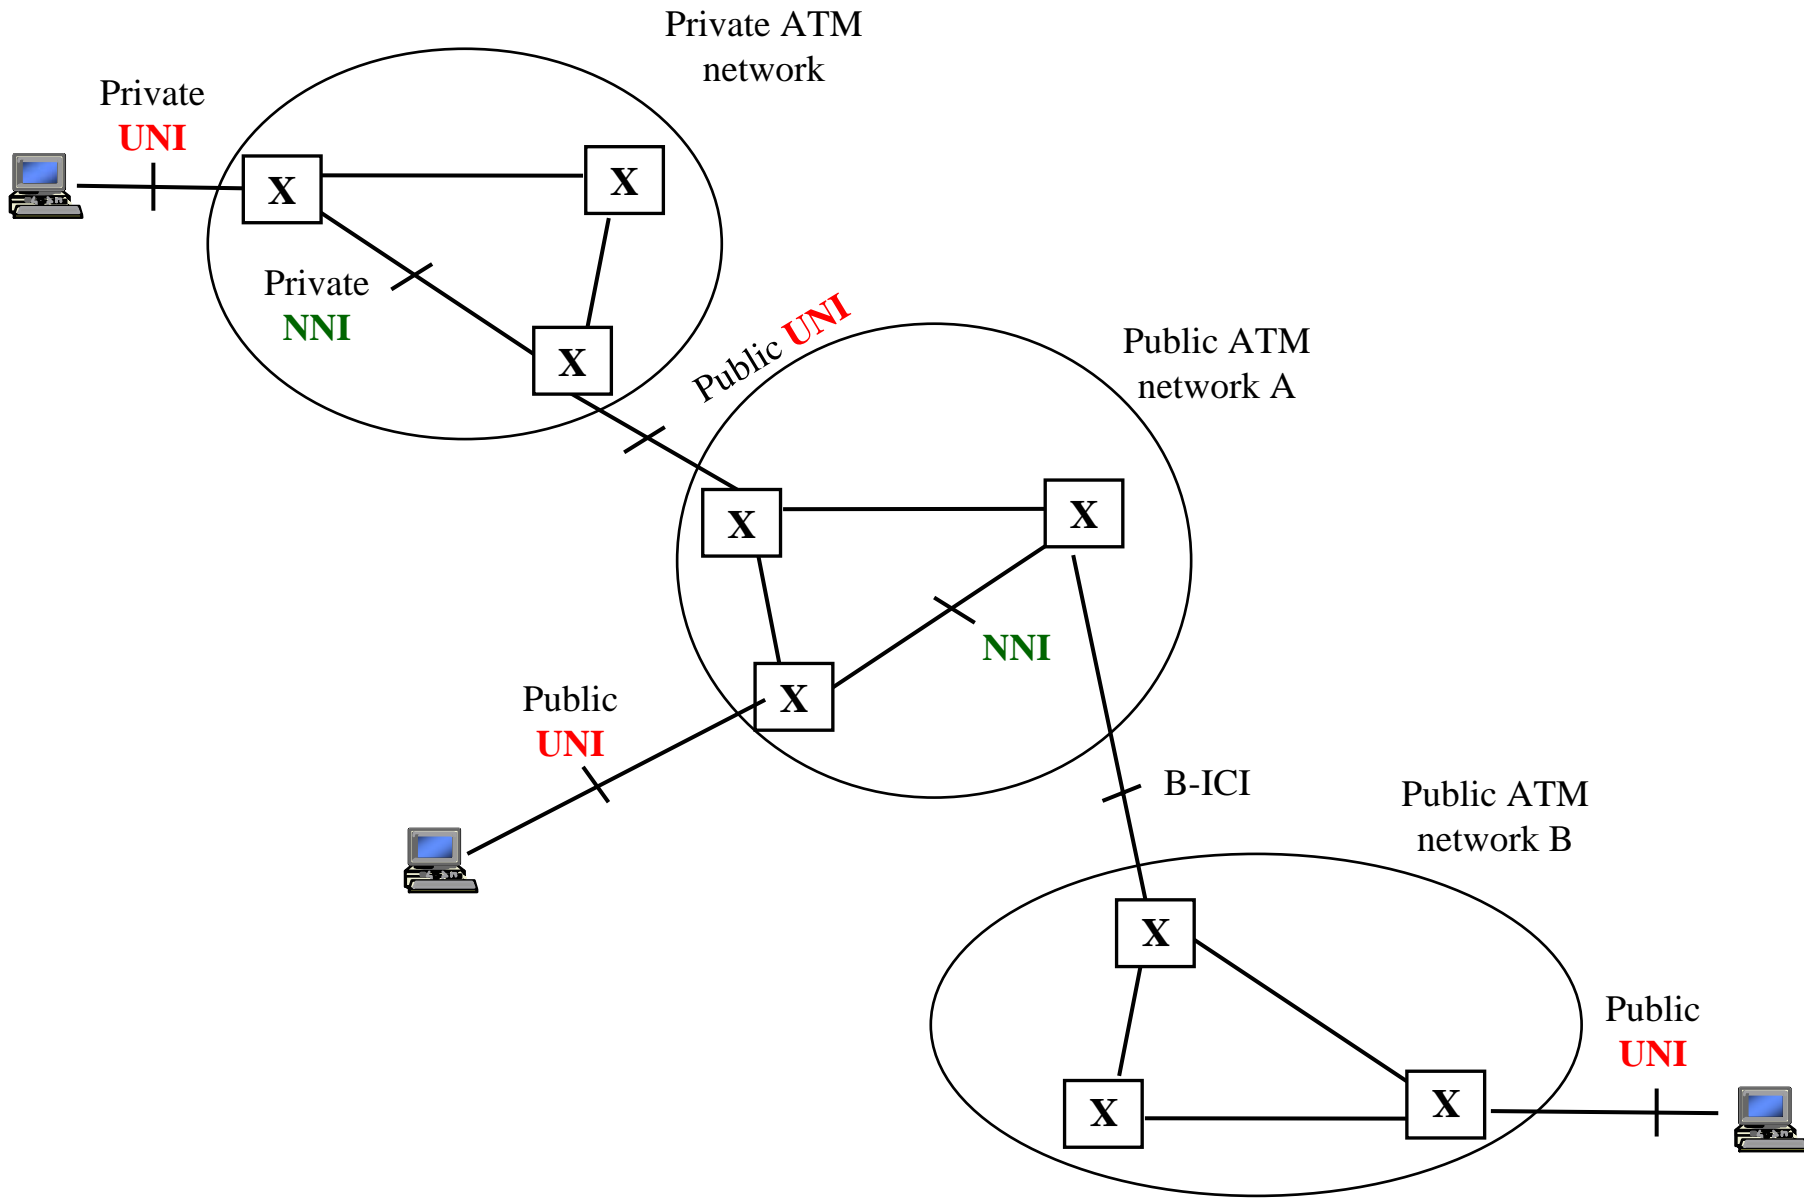 Private ATM
network
Private
UNI
X
X
Private
NNI
X
Public UNI
Public ATM
network A
X
X
NNI
X
Public
UNI
B-ICI
Public ATM
network B
X
Public
UNI
X
X